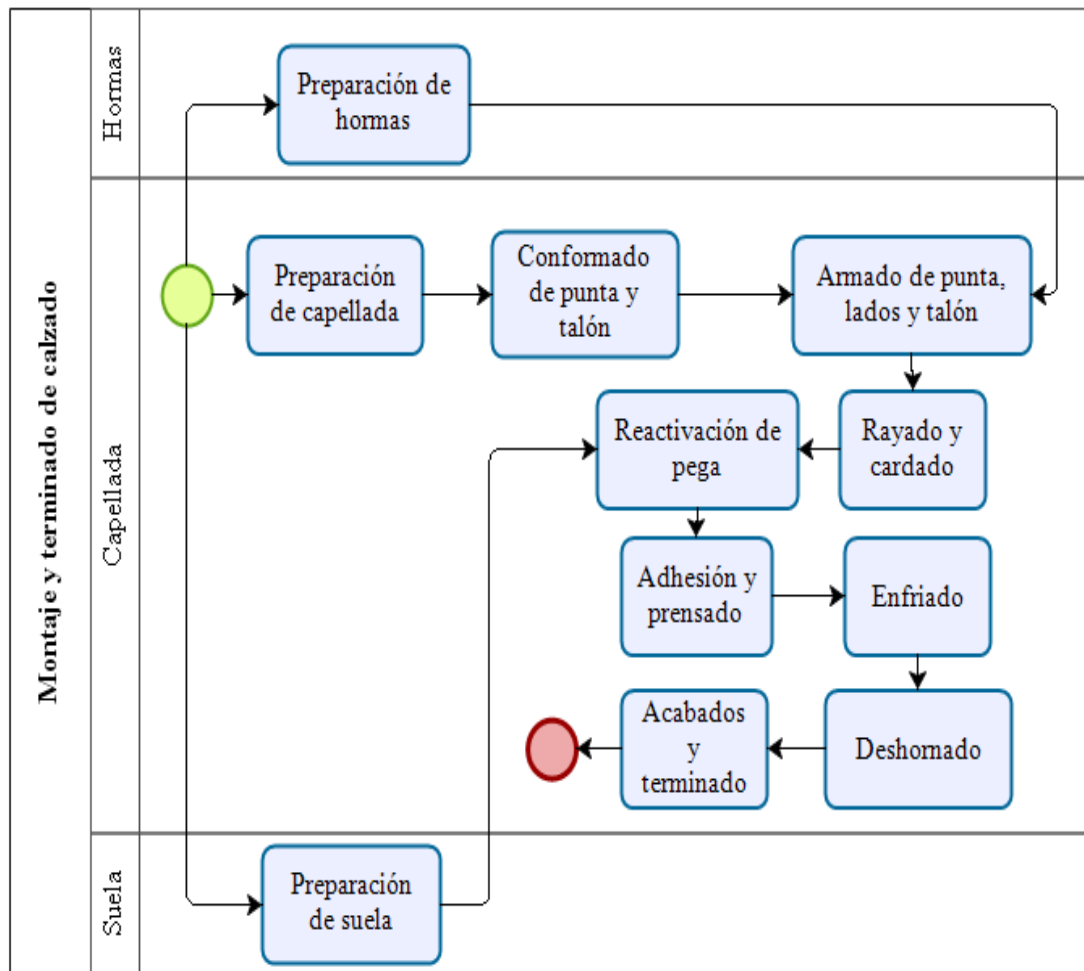 Montaje y terminado de calzado
Hormas
Preparación de
hormas
Capellada
Preparación
de capellada
Conformado
de punta y
talón
Armado de punta,
lados y talón
Reactivación de
pega
Rayado y
cardado
Adhesión y
prensado
Enfriado
Acabados
y
terminado
Deshornado
Suela
Preparación
de suela